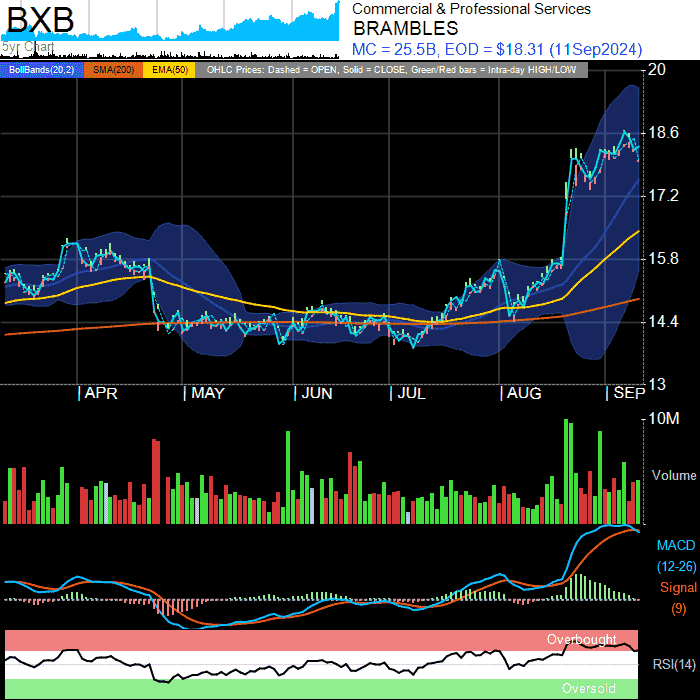 BXB
5yr Chart
Commercial & Professional Services
BRAMBLES
MC = 25.5B, EOD = $18.31 (11Sep2024)
BollBands(20,2) SMA(200) EMA(50) OHLC Prices: Dashed = OPEN, Solid = CLOSE, Green/Red bars = Intra-day HIGH/LOW
20
18.6
17.2
15.8
14.4
13
APR MAY JUN JUL AUG SEP
10M
Volume
MACD
(12-26)
Signal
(9)
Overbought
RSI(14)
Oversold